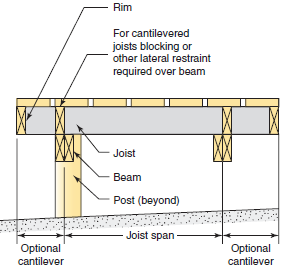 Rim
For cantilevered
joists blocking or
other lateral restraint
required over beam
Joist
Beam
Post (beyond)
Joist span
Optional
cantilever
Optional
cantilever